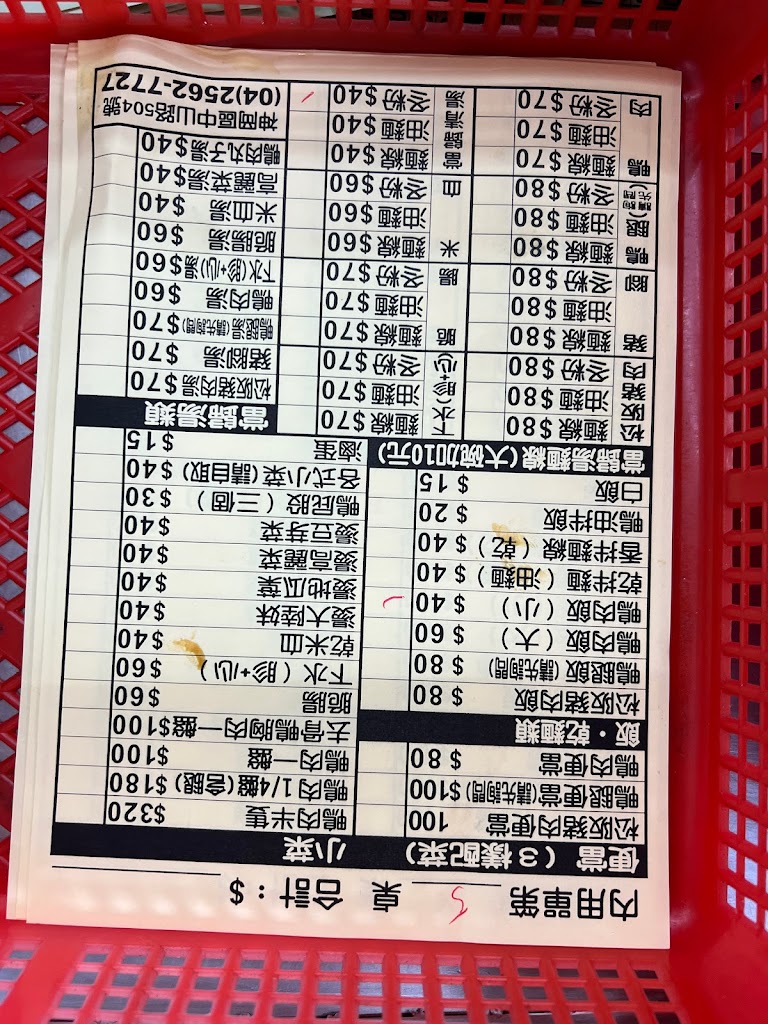 內用單第 5 桌 合計:$
便當(3樣配菜)
松阪豬肉便當 100
鴨腿便當(請先詢問) $100
鴨肉便當 $80
飯・乾麵類
松阪豬肉飯 $80
鴨腿飯(請先詢問) $80
鴨肉飯(大) $60
鴨肉飯(小) $40
乾拌麵(油麵) $40
香拌麵線(乾) $40
鴨油拌飯 $20
白飯 $15
小菜
鴨肉半隻 $320
鴨肉1/4盤(含腿) $180
鴨肉一盤 $100
去骨鴨胸肉一盤 $100
脆腸 $60
下水(胗+心) $60
乾米血 $40
燙大陸妹 $40
燙地瓜葉 $40
燙高麗菜 $40
燙豆芽菜 $40
鴨屁股(三個) $30
各式小菜(請自取) $40
滷蛋 $15
當歸湯麵線(大碗加10元)
松阪豬肉
麵線 $80
油麵 $80
冬粉 $80
豬腳
麵線 $80
油麵 $80
冬粉 $80
鴨腿(請先詢問)
麵線 $80
油麵 $80
冬粉 $80
鴨肉
麵線 $70
油麵 $70
冬粉 $70
下水(胗+心)
麵線 $70
油麵 $70
冬粉 $70
脆腸
麵線 $70
油麵 $70
冬粉 $70
米血
麵線 $60
油麵 $60
冬粉 $60
當歸清湯
麵線 $40
油麵 $40
冬粉 $40
當歸湯類
松阪豬肉湯 $70
豬腳湯 $70
鴨腿湯(請先詢問) $70
鴨肉湯 $60
下水(胗+心)湯 $60
脆腸湯 $60
米血湯 $40
高麗菜湯 $40
鴨肉丸子湯 $40
神岡區中山路504號
(04)2562-7727